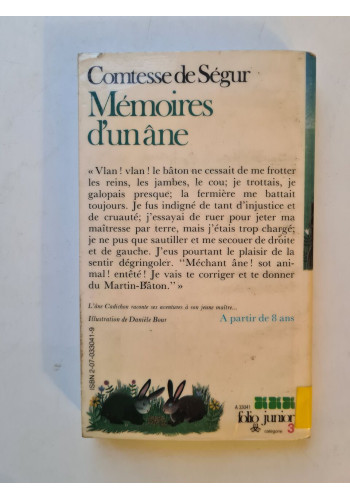 Comtesse de Ségur
Mémoires
d'un âne
« Vlan ! vlan ! le bâton ne cessait de me frotter
les reins, les jambes, le cou; je trottais, je
galopais presque; la fermière me battait
toujours. Je fus indigné de tant d'injustice et
de cruauté; j'essayai de ruer pour jeter ma
maîtresse par terre, mais j'étais trop chargé;
je ne pus que sautiller et me secouer de droite
et de gauche. J'eus pourtant le plaisir de la
sentir dégringoler. "Méchant âne ! sot ani-
mal ! entêté ! Je vais te corriger et te donner
du Martin-Bâton." »
L'âne Cadichon raconte ses aventures à son jeune maître...
Illustration de Danièle Bour
A partir de 8 ans
ISBN 2-07-033041-9
A 33041
folio junior
catégorie 3